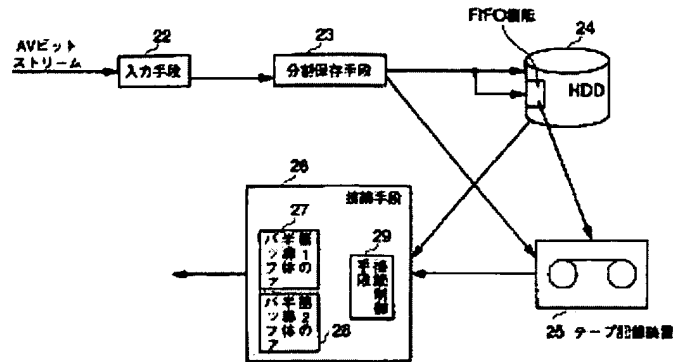 AVビット
ストリーム
22
入力手段
23
分割保存手段
FIFO機能
24
HDD
26
接続手段
27
第1の
半導体
バッファ
29
接続制御
手段
第2の
半導体
バッファ
28
25 テープ記録装置